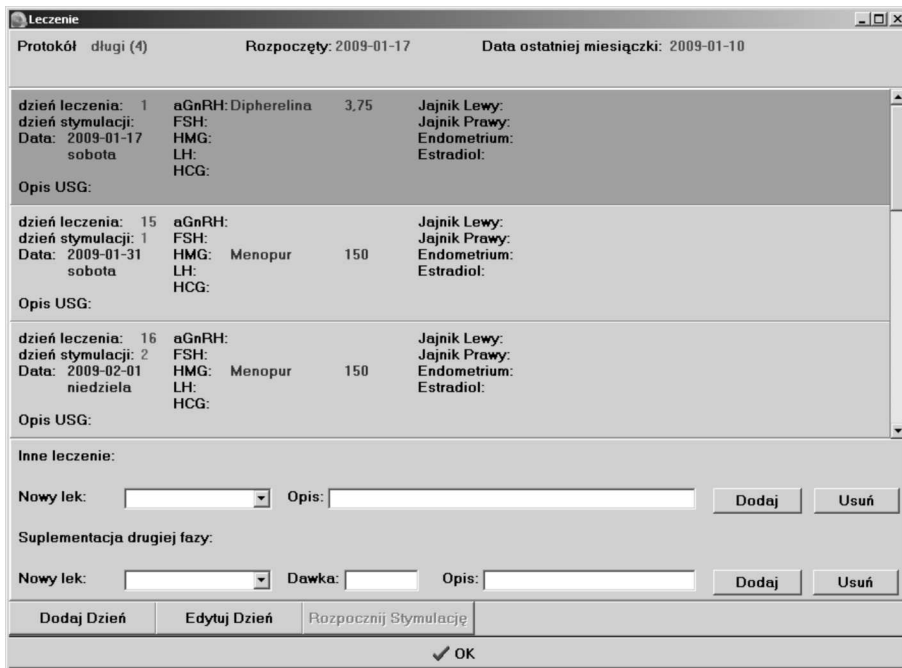 Leczenie
Protokół długi (4) Rozpoczęty: 2009-01-17 Data ostatniej miesiączki: 2009-01-10
dzień leczenia: 1 aGnRH: Dipherelina 3,75 Jajnik Lewy:
dzień stymulacji: FSH: Jajnik Prawy:
Data: 2009-01-17 HMG: Endometrium:
sobota LH: Estradiol:
HCG:
Opis USG:
dzień leczenia: 15 aGnRH: Jajnik Lewy:
dzień stymulacji: 1 FSH: Jajnik Prawy:
Data: 2009-01-31 HMG: Menopur 150 Endometrium:
sobota LH: Estradiol:
HCG:
Opis USG:
dzień leczenia: 16 aGnRH: Jajnik Lewy:
dzień stymulacji: 2 FSH: Jajnik Prawy:
Data: 2009-02-01 HMG: Menopur 150 Endometrium:
niedziela LH: Estradiol:
HCG:
Opis USG:
Inne leczenie:
Nowy lek: Opis: Dodaj Usuń
Suplementacja drugiej fazy:
Nowy lek: Dawka: Opis: Dodaj Usuń
Dodaj Dzień Edytuj Dzień Rozpocznij Stymulację
OK